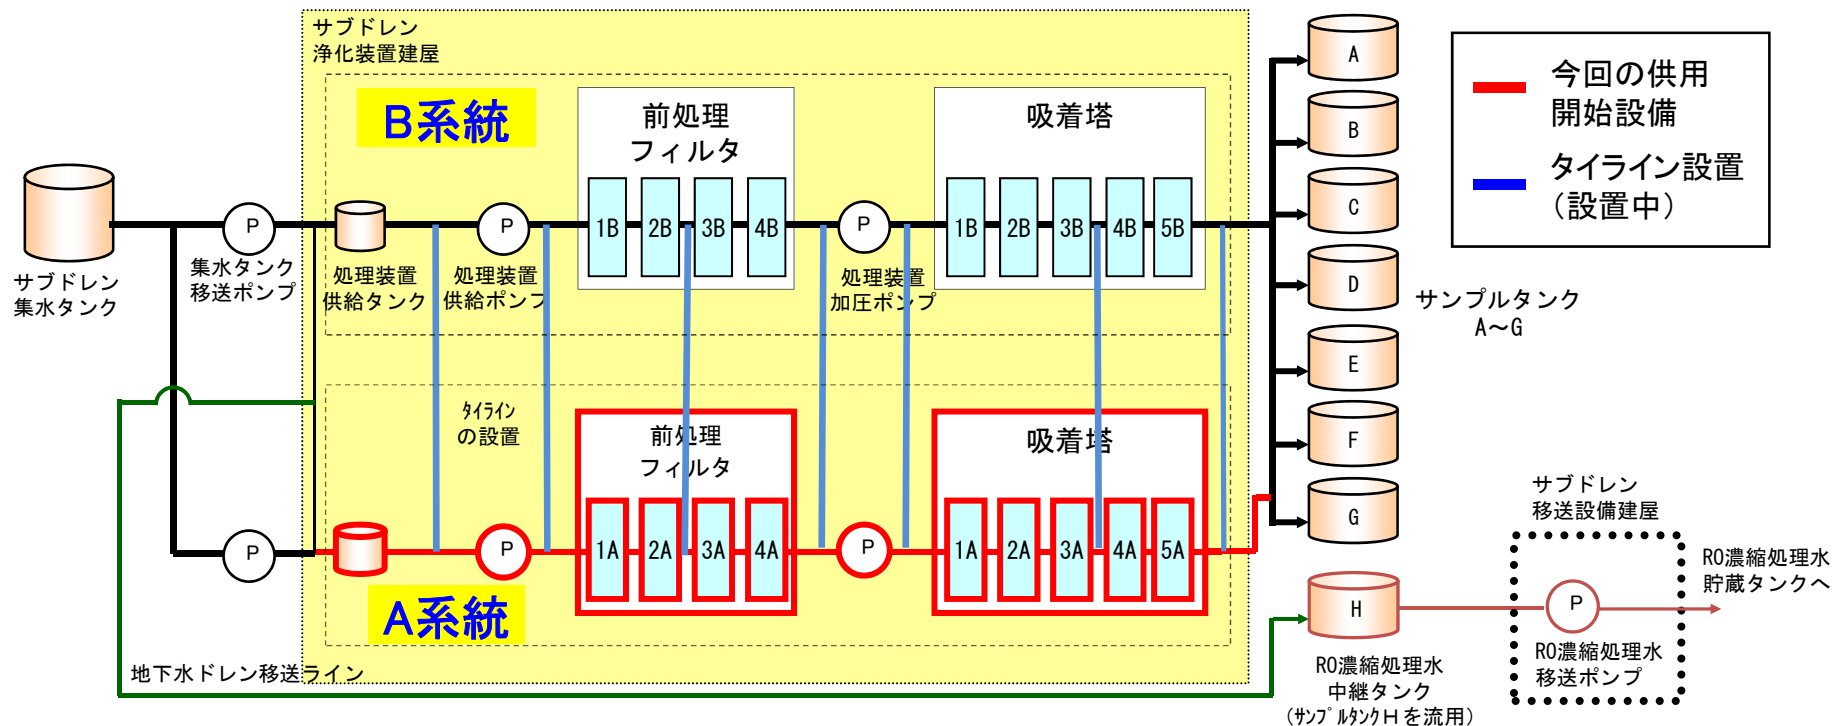 サブドレン
浄化装置建屋
B系統
前処理
フィルタ
吸着塔
1B
2B
3B
4B
1B
2B
3B
4B
5B
P
P
P
サブドレン
集水タンク
集水タンク
移送ポンプ
処理装置
供給タンク
処理装置
供給ポンプ
処理装置
加圧ポンプ
タイライン
の設置
前処理
フィルタ
吸着塔
P
P
P
1A
2A
3A
4A
1A
2A
3A
4A
5A
A系統
地下水ドレン移送ライン
A
B
C
D
E
F
G
サンプルタンク
A～G
今回の供用
開始設備
タイライン設置
(設置中)
サブドレン
移送設備建屋
H
P
RO濃縮処理水
貯蔵タンクへ
RO濃縮処理水
移送ポンプ
RO濃縮処理水
中継タンク
(サンプルタンクHを流用)